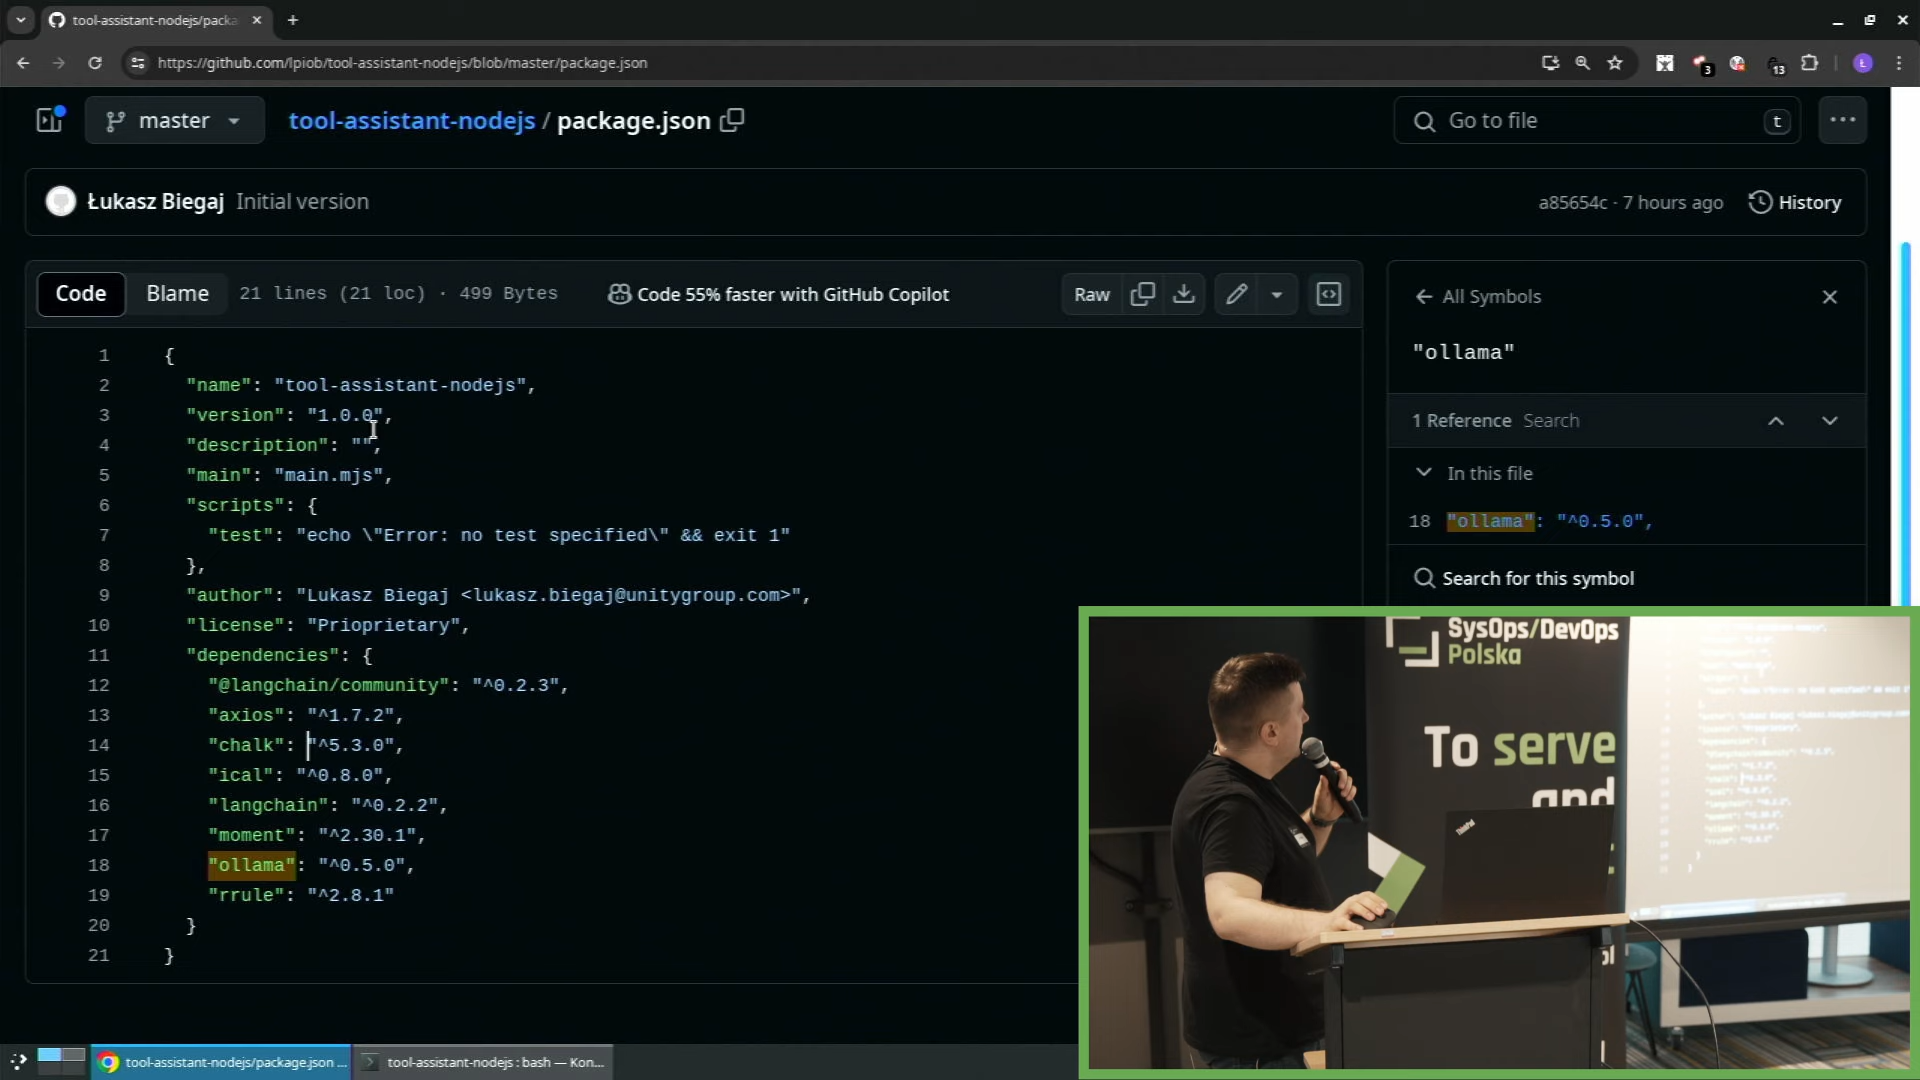 tool-assistant-nodejs/packa
https://github.com/lpiob/tool-assistant-nodejs/blob/master/package.json
3
13
Ł
master
tool-assistant-nodejs / package.json
Go to file
t
Łukasz Biegaj Initial version
a85654c · 7 hours ago
History
Code
Blame
21 lines (21 loc) · 499 Bytes
Code 55% faster with GitHub Copilot
Raw
1 {
2 "name": "tool-assistant-nodejs",
3 "version": "1.0.0",
4 "description": "",
5 "main": "main.mjs",
6 "scripts": {
7 "test": "echo \"Error: no test specified\" && exit 1"
8 },
9 "author": "Lukasz Biegaj <lukasz.biegaj@unitygroup.com>",
10 "license": "Prioprietary",
11 "dependencies": {
12 "@langchain/community": "^0.2.3",
13 "axios": "^1.7.2",
14 "chalk": "^5.3.0",
15 "ical": "^0.8.0",
16 "langchain": "^0.2.2",
17 "moment": "^2.30.1",
18 "ollama": "^0.5.0",
19 "rrule": "^2.8.1"
20 }
21 }
All Symbols
"ollama"
1 Reference Search
In this file
18 "ollama": "^0.5.0",
Search for this symbol
SysOps/DevOps
Polska
To serve
and
ThinkPad
tool-assistant-nodejs/package.json ...
tool-assistant-nodejs : bash — Kon...